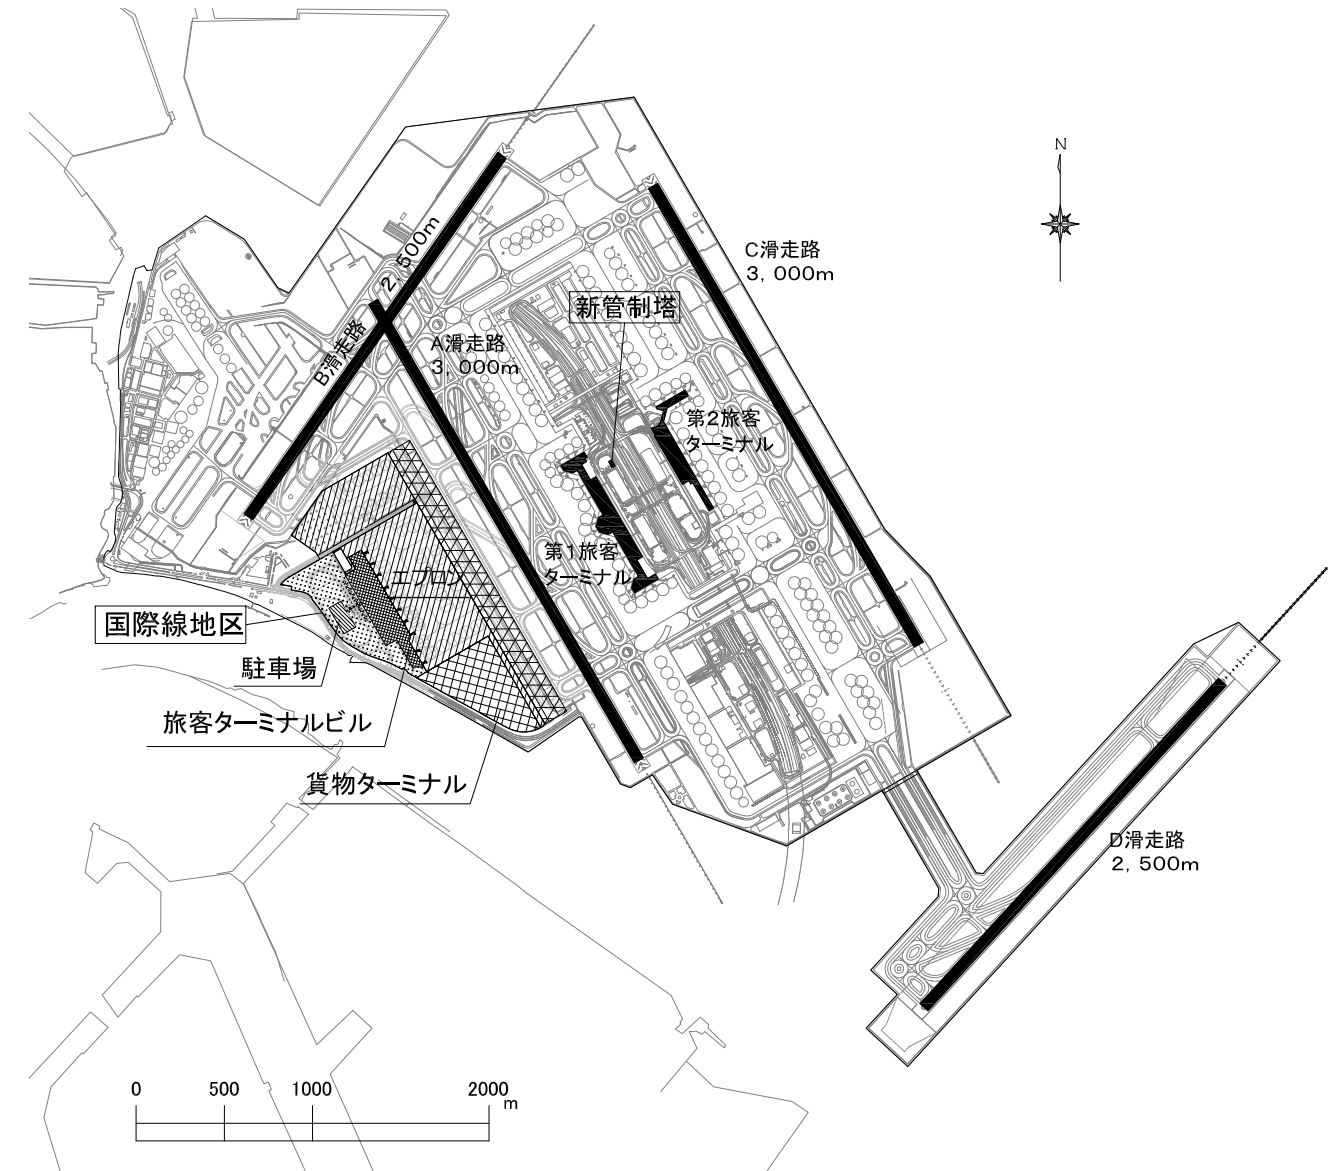 N
C滑走路
3,000m
2,500m
B滑走路
新管制塔
A滑走路
3,000m
第2旅客
ターミナル
第1旅客
ターミナル
エプロン
国際線地区
駐車場
旅客ターミナルビル
貨物ターミナル
D滑走路
2,500m
0 500 1000 2000
m